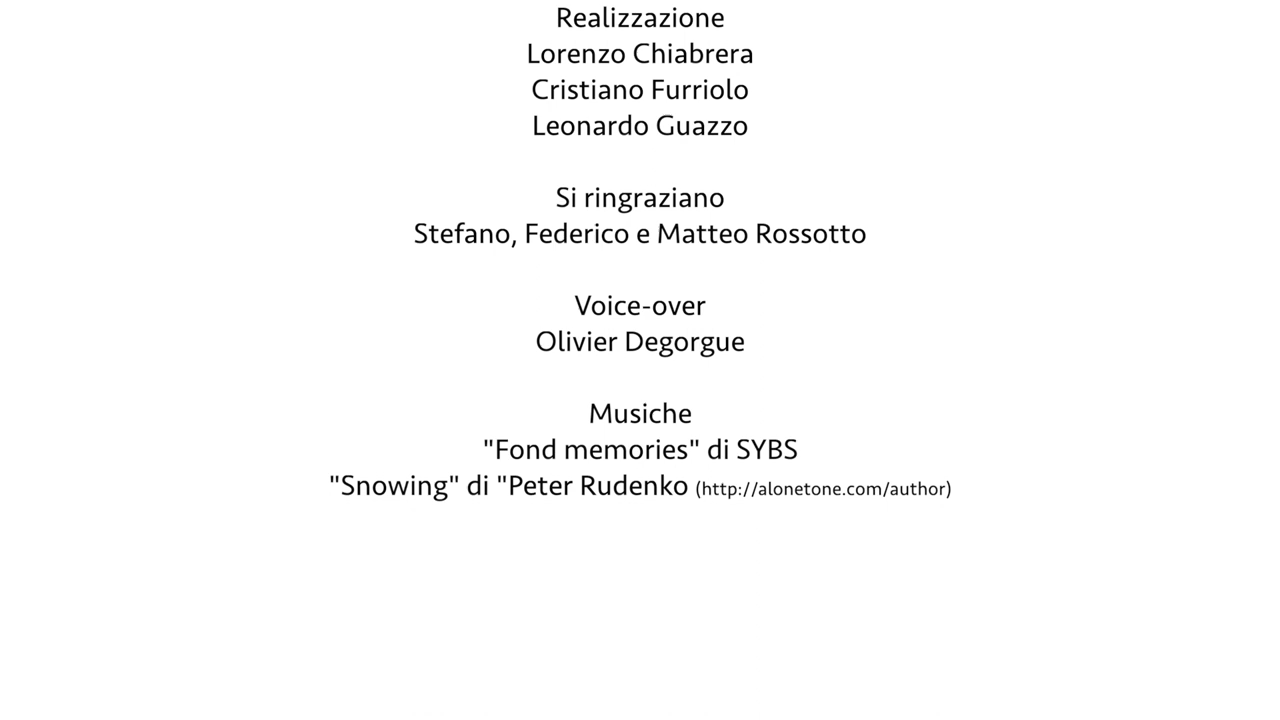 Realizzazione
Lorenzo Chiabrera
Cristiano Furriolo
Leonardo Guazzo
Si ringraziano
Stefano, Federico e Matteo Rossotto
Voice-over
Olivier Degorgue
Musiche
"Fond memories" di SYBS
"Snowing" di "Peter Rudenko (http://alonetone.com/author)